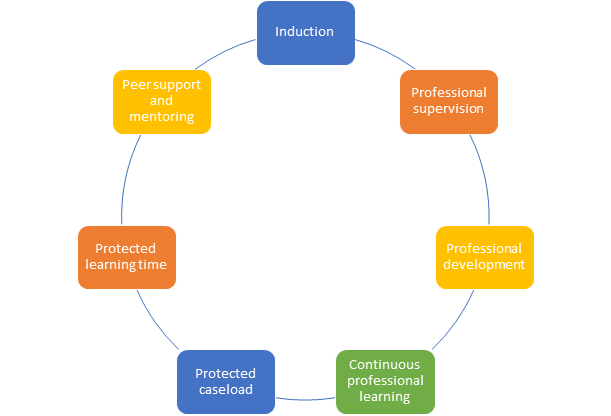 Induction
Professional
supervision
Professional
development
Continuous
professional
learning
Protected
caseload
Protected
learning time
Peer support
and
mentoring